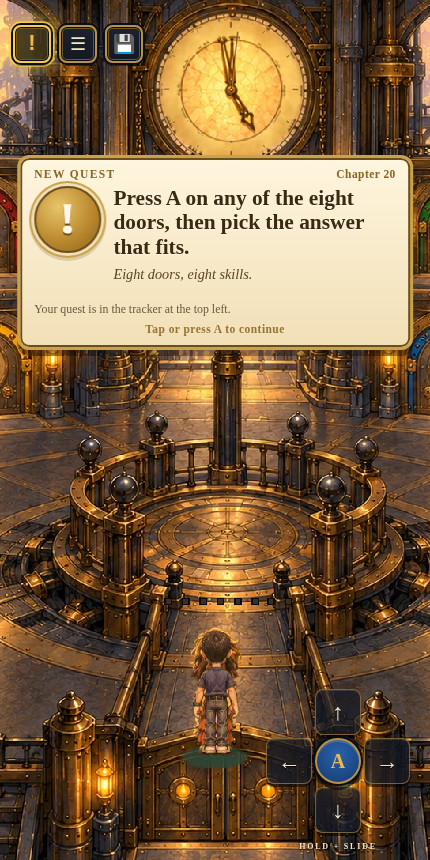 !
☰
NEW QUEST
Chapter 20
!
Press A on any of the eight
doors, then pick the answer
that fits.
Eight doors, eight skills.
Your quest is in the tracker at the top left.
Tap or press A to continue
↑
← A →
↓
HOLD + SLIDE